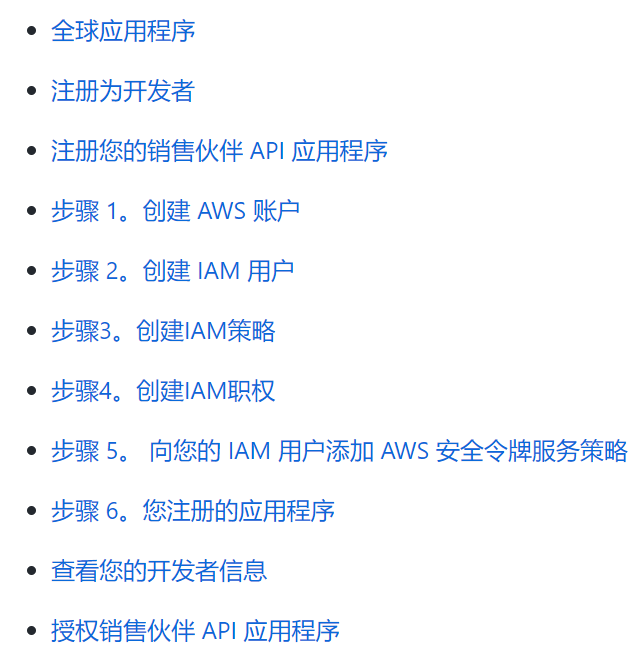 全球应用程序
注册为开发者
注册您的销售伙伴 API 应用程序
步骤 1。创建 AWS 账户
步骤 2。创建 IAM 用户
步骤3。创建IAM策略
步骤4。创建IAM职权
步骤 5。 向您的 IAM 用户添加 AWS 安全令牌服务策略
步骤 6。您注册的应用程序
查看您的开发者信息
授权销售伙伴 API 应用程序